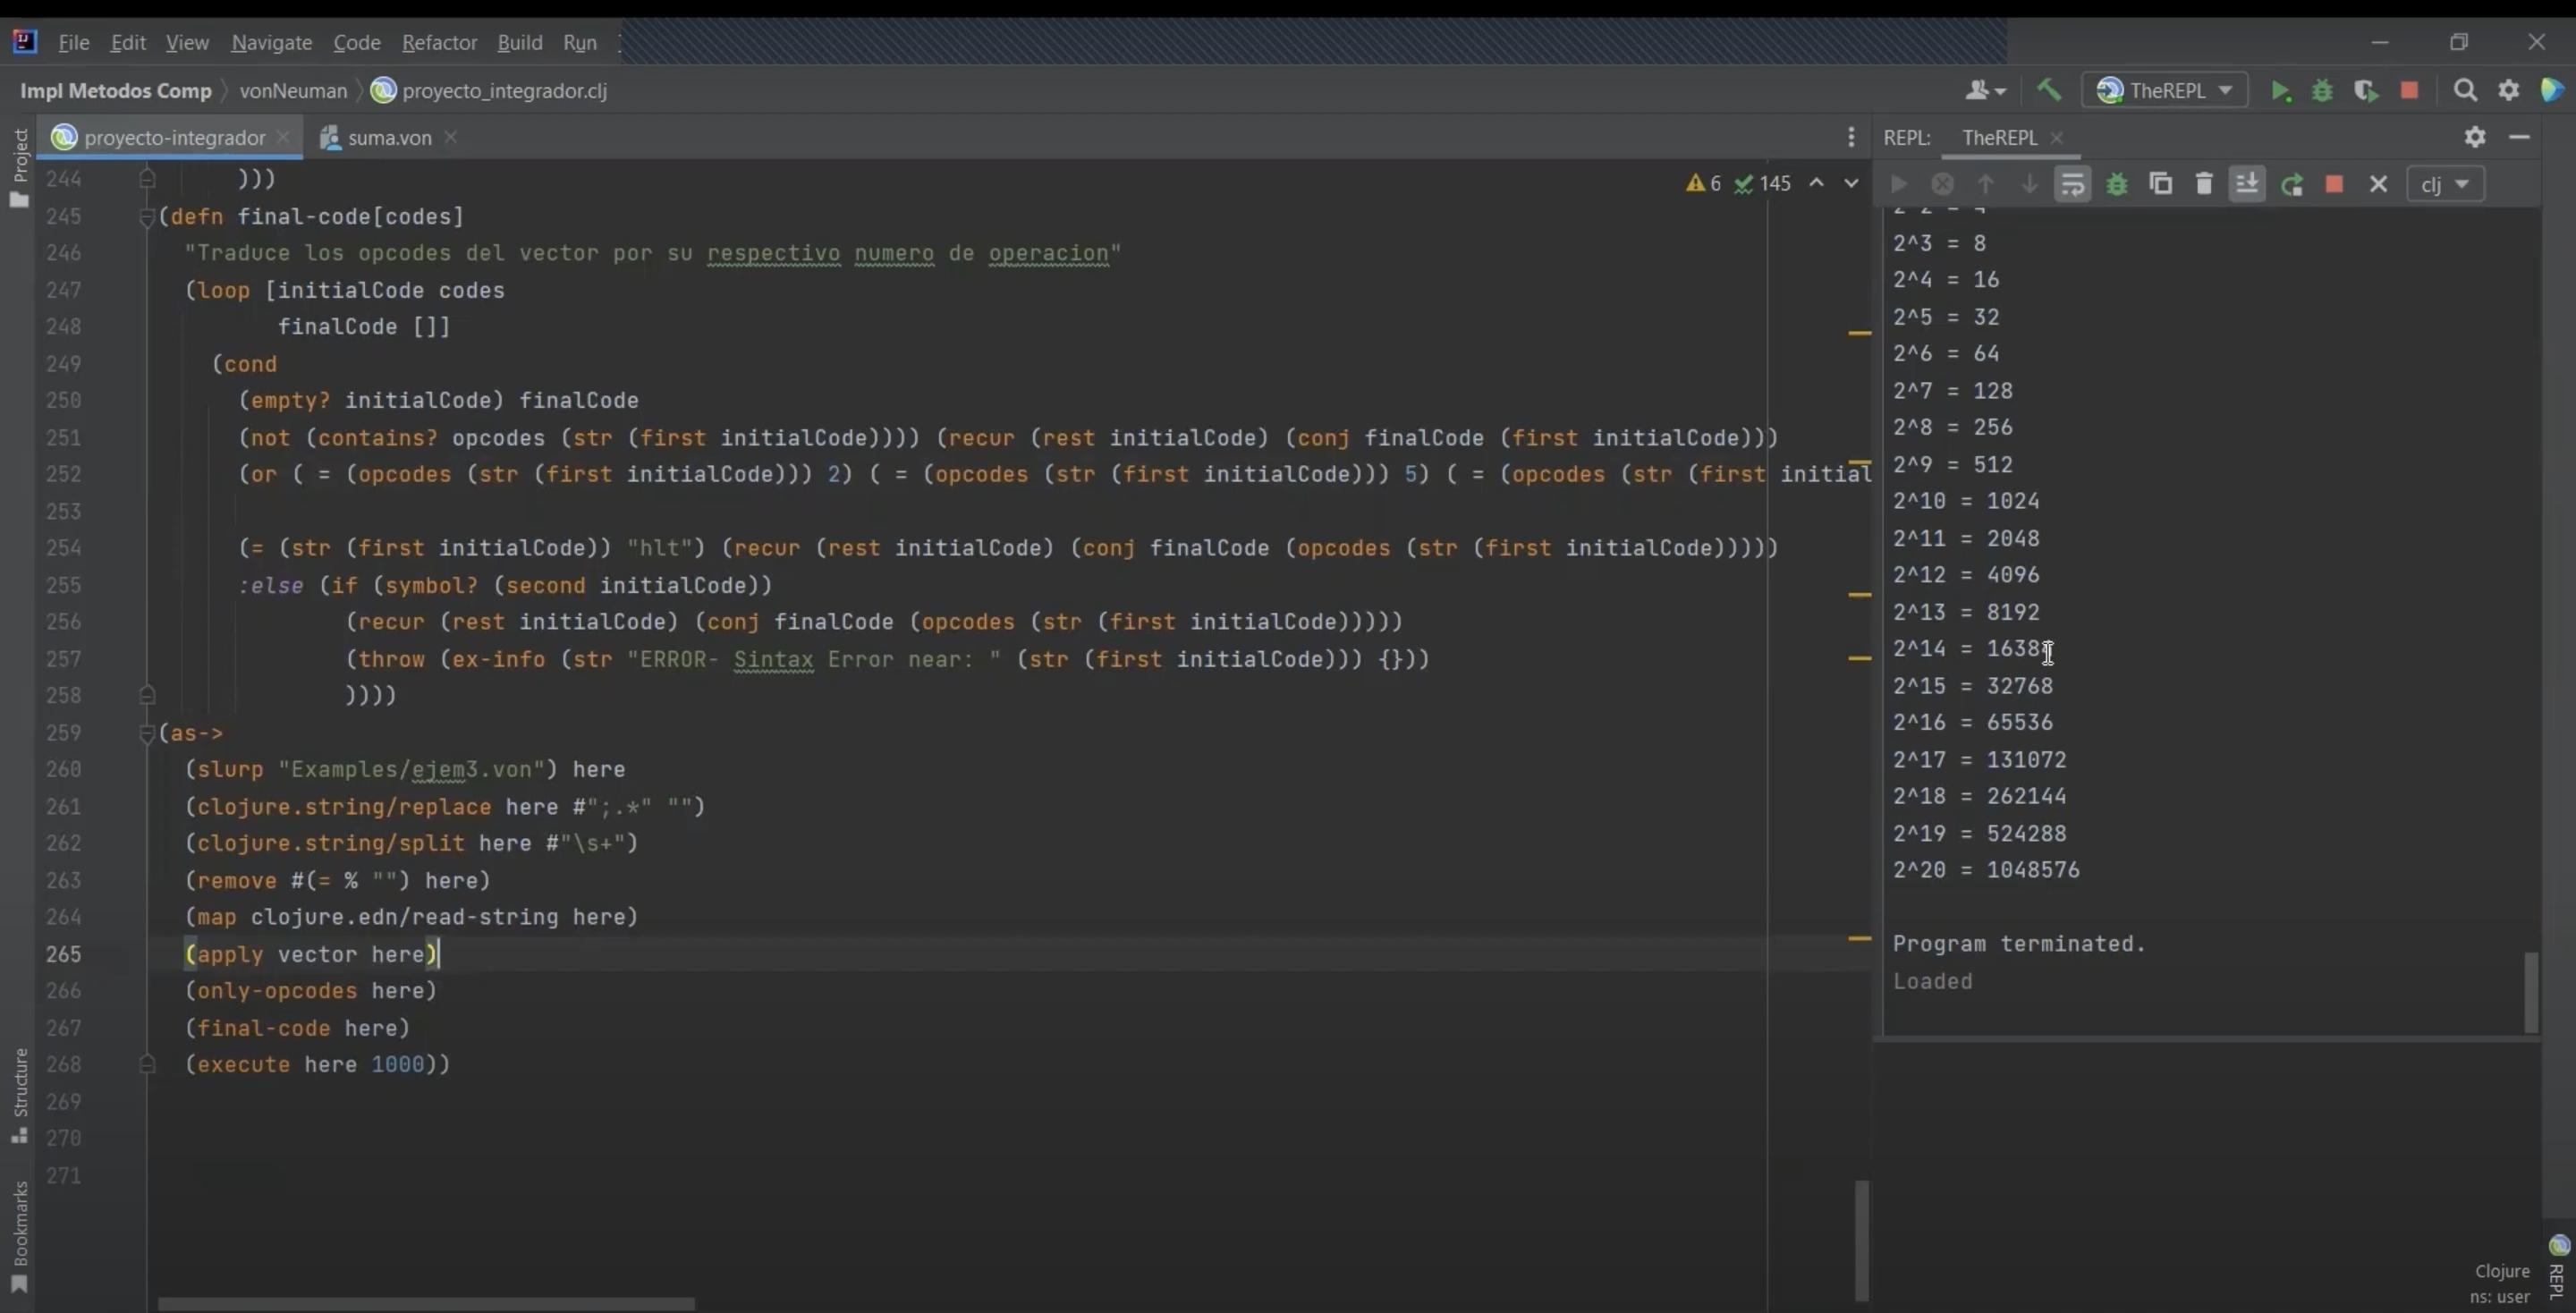 File Edit View Navigate Code Refactor Build Run
Impl Metodos Comp vonNeuman proyecto_integrador.clj
TheREPL
Project
proyecto-integrador suma.von
REPL: TheREPL
6 145
clj
244 )))
245 (defn final-code[codes]
246 "Traduce los opcodes del vector por su respectivo numero de operacion"
247 (loop [initialCode codes
248 finalCode []]
249 (cond
250 (empty? initialCode) finalCode
251 (not (contains? opcodes (str (first initialCode)))) (recur (rest initialCode) (conj finalCode (first initialCode)))
252 (or ( = (opcodes (str (first initialCode))) 2) ( = (opcodes (str (first initialCode))) 5) ( = (opcodes (str (first initial
253
254 (= (str (first initialCode)) "hlt") (recur (rest initialCode) (conj finalCode (opcodes (str (first initialCode)))))
255 :else (if (symbol? (second initialCode))
256 (recur (rest initialCode) (conj finalCode (opcodes (str (first initialCode)))))
257 (throw (ex-info (str "ERROR- Sintax Error near: " (str (first initialCode))) {}))
258 ))))
259 (as->
260 (slurp "Examples/ejem3.von") here
261 (clojure.string/replace here #";.*" "")
262 (clojure.string/split here #"\s+")
263 (remove #(= % "") here)
264 (map clojure.edn/read-string here)
265 (apply vector here)
266 (only-opcodes here)
267 (final-code here)
268 (execute here 1000))
269
270
271
2^3 = 8
2^4 = 16
2^5 = 32
2^6 = 64
2^7 = 128
2^8 = 256
2^9 = 512
2^10 = 1024
2^11 = 2048
2^12 = 4096
2^13 = 8192
2^14 = 16384
2^15 = 32768
2^16 = 65536
2^17 = 131072
2^18 = 262144
2^19 = 524288
2^20 = 1048576
Program terminated.
Loaded
Structure
Bookmarks
REPL
Clojure
ns: user